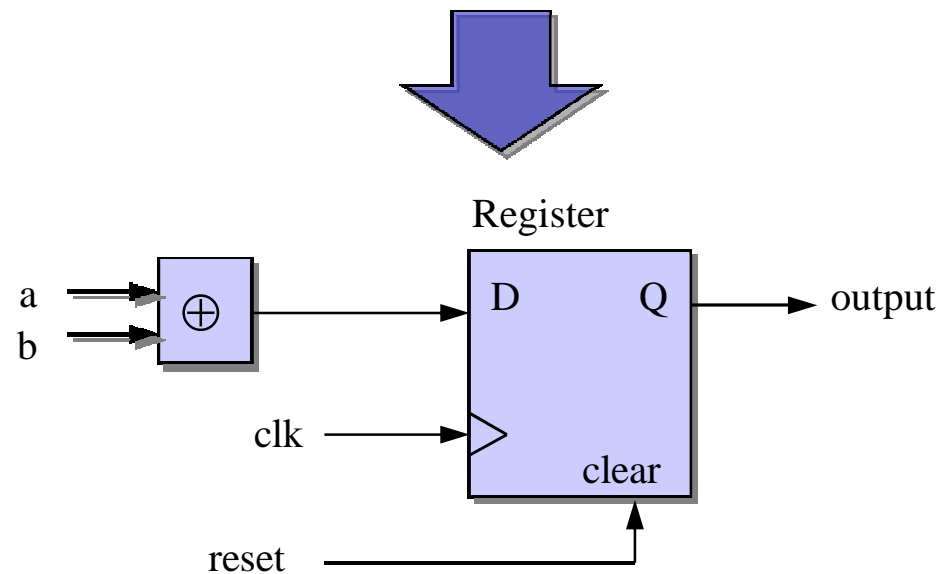 Register
a
b
⊕
D
Q
output
clk
clear
reset